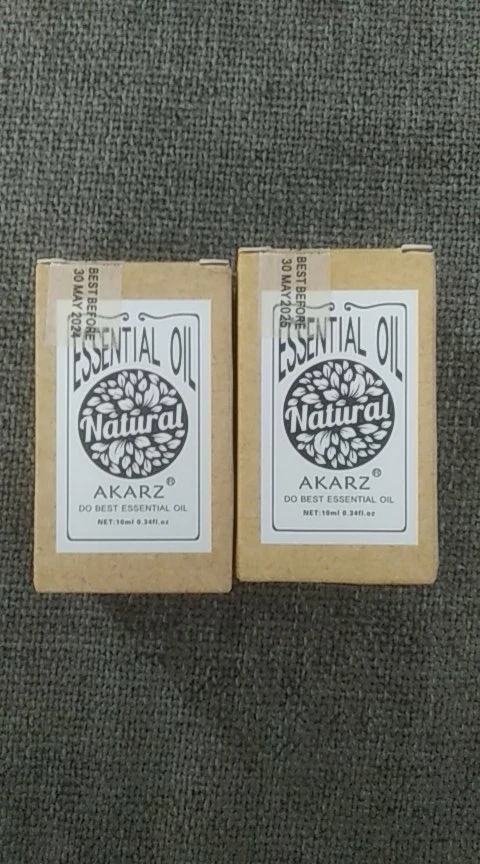 BEST BEFORE
30 MAY 2024
ESSENTIAL OIL
Natural
AKARZ®
DO BEST ESSENTIAL OIL
NET:10ml 0.34fl.oz
BEST BEFORE
30 MAY 2025
ESSENTIAL OIL
Natural
AKARZ®
DO BEST ESSENTIAL OIL
NET:10ml 0.34fl.oz